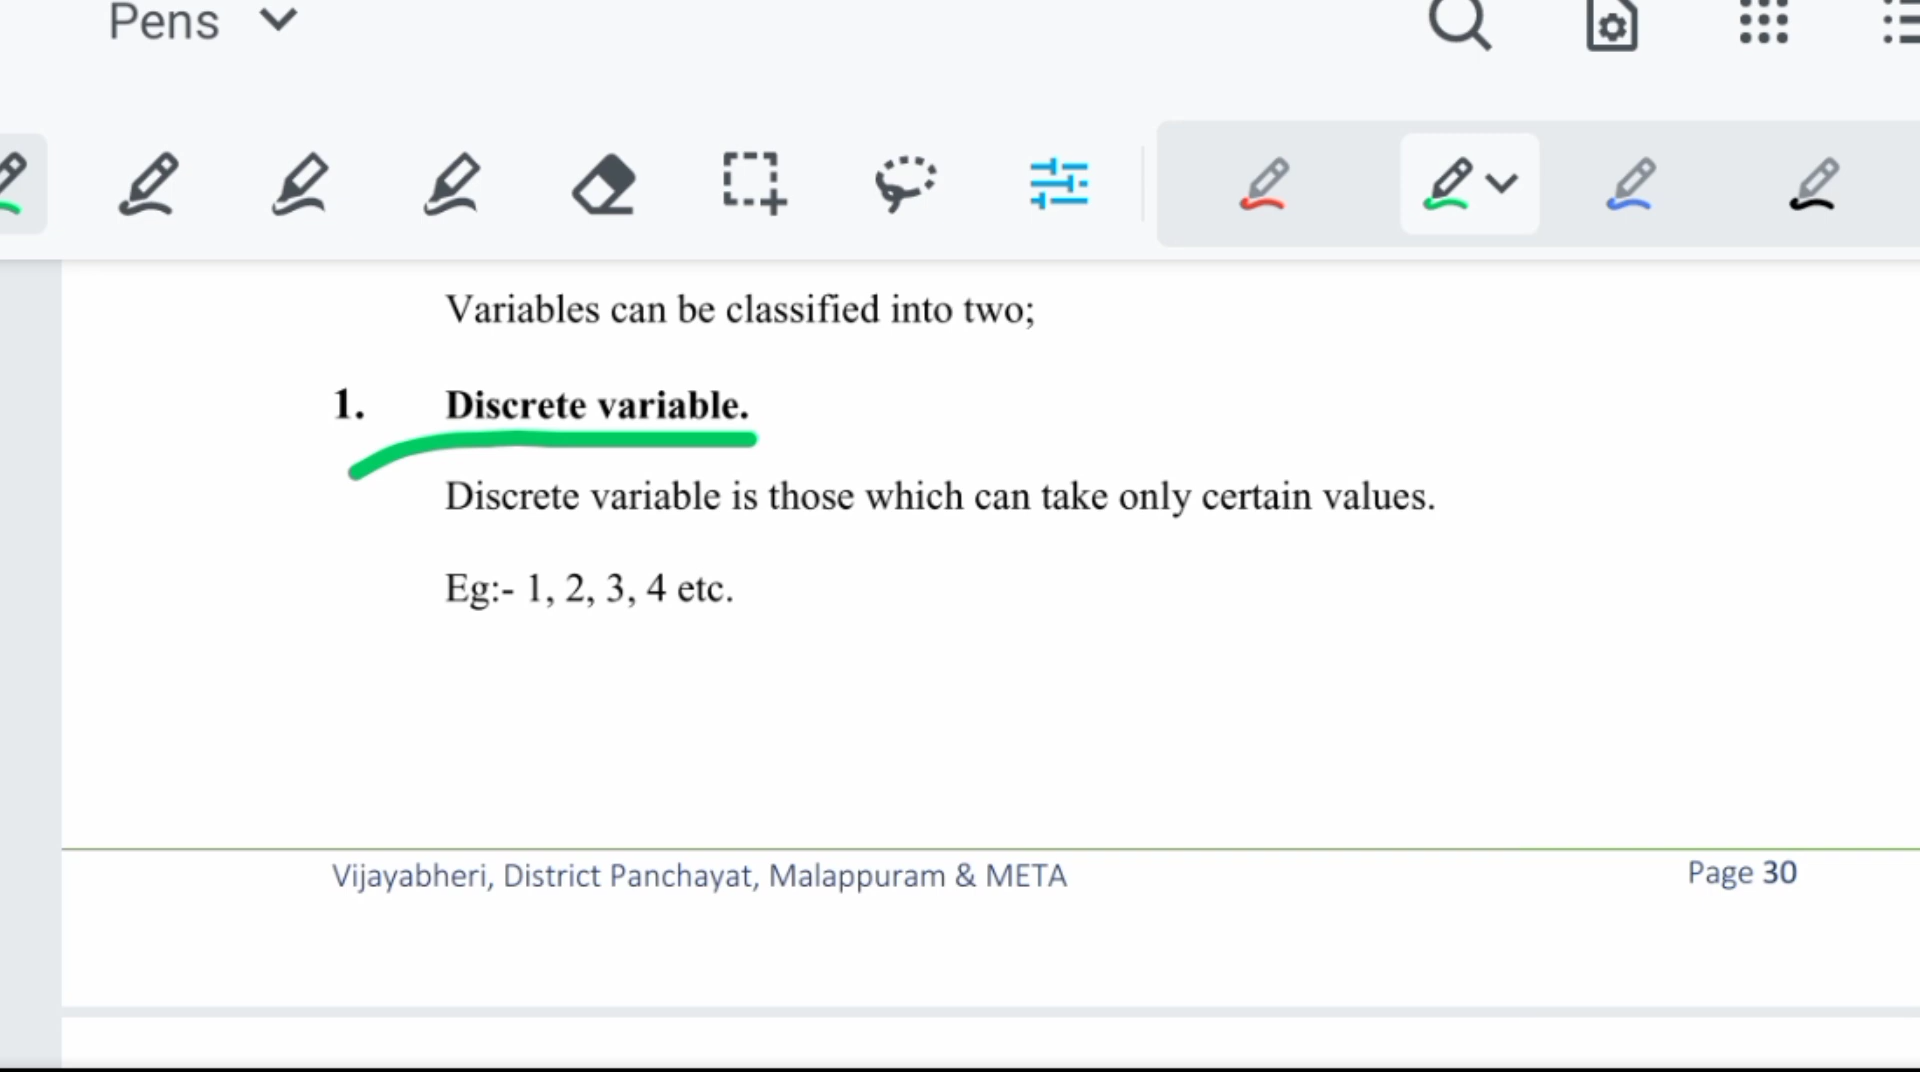 Pens
Variables can be classified into two;
1. Discrete variable.
Discrete variable is those which can take only certain values.
Eg:- 1, 2, 3, 4 etc.
Vijayabheri, District Panchayat, Malappuram & META
Page 30